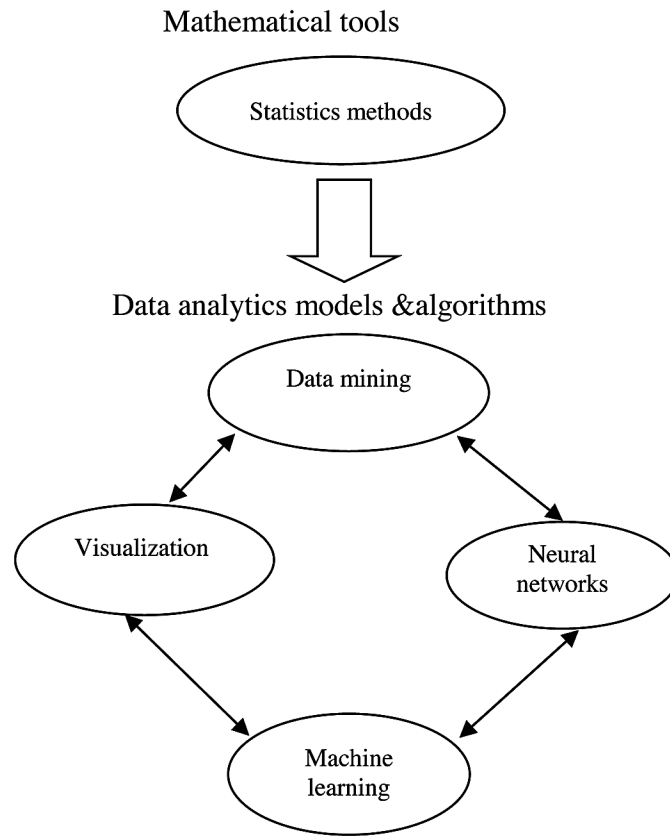 Mathematical tools
Statistics methods
Data analytics models &algorithms
Data mining
Visualization
Neural
networks
Machine
learning